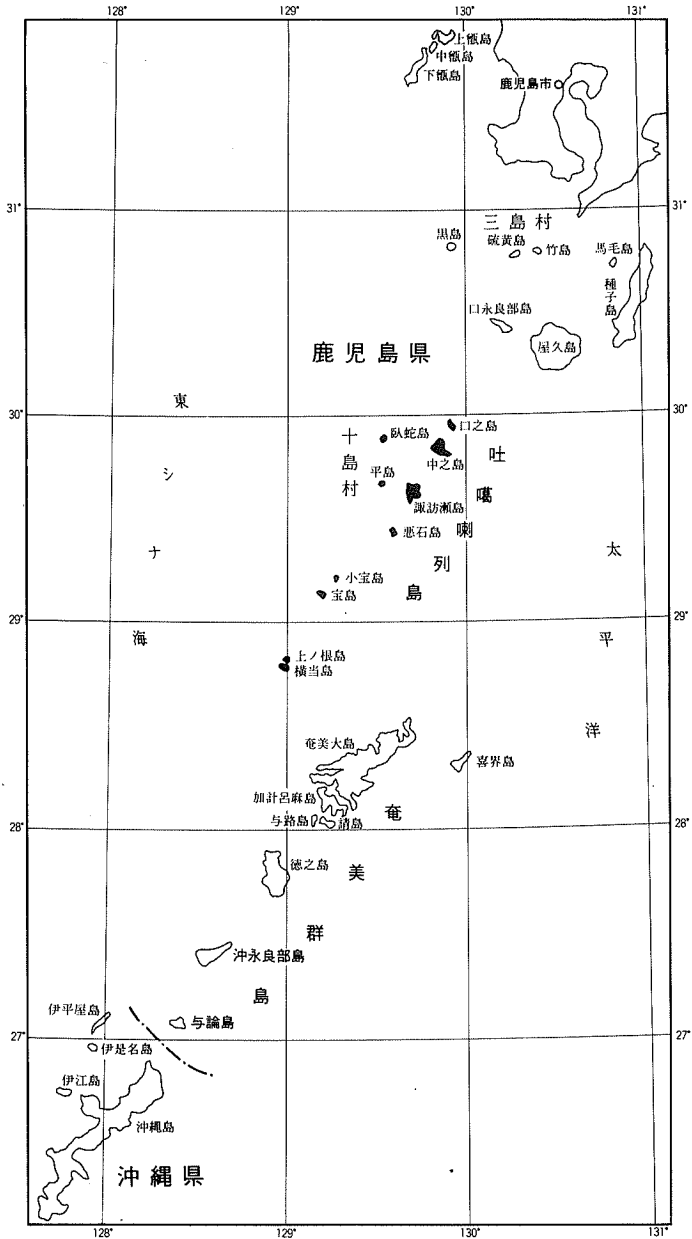 128°
129°
130°
131°
上甑島
中甑島
下甑島
鹿児島市
31°
31°
三島村
黒島
硫黄島
竹島
馬毛島
種子島
口永良部島
屋久島
鹿児島県
東シナ海
30°
30°
十島村
臥蛇島
口之島
中之島
平島
諏訪瀬島
悪石島
吐噶喇列島
小宝島
宝島
太平洋
29°
29°
上ノ根島
横当島
奄美大島
喜界島
加計呂麻島
与路島
請島
28°
28°
奄美群島
徳之島
沖永良部島
与論島
伊平屋島
27°
27°
伊是名島
伊江島
沖縄島
沖縄県
128°
129°
130°
131°